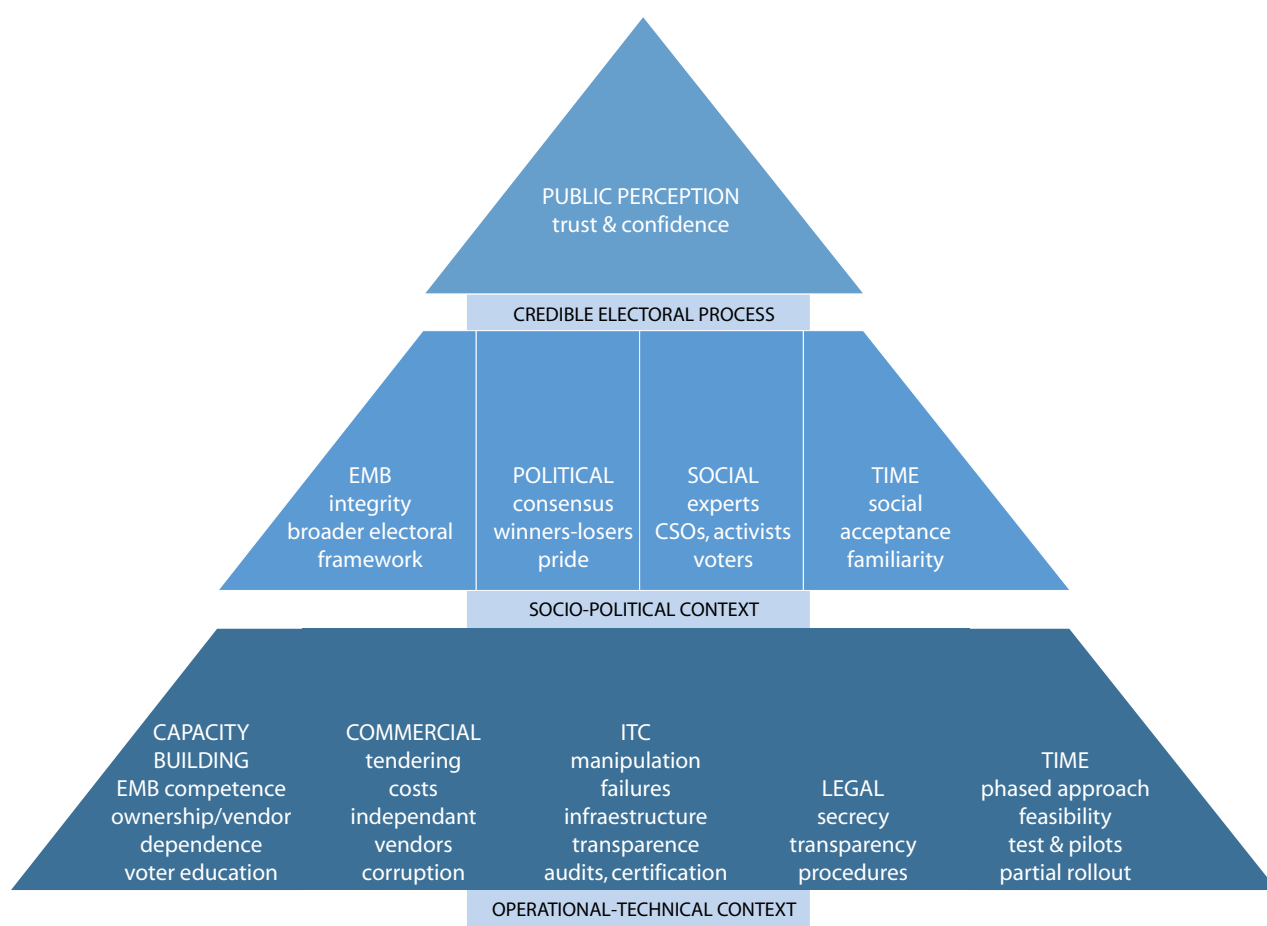 PUBLIC PERCEPTION
trust & confidence
CREDIBLE ELECTORAL PROCESS
EMB
integrity
broader electoral
framework
POLITICAL
consensus
winners-losers
pride
SOCIAL
experts
CSOs, activists
voters
TIME
social
acceptance
familiarity
SOCIO-POLITICAL CONTEXT
CAPACITY
BUILDING
EMB competence
ownership/vendor
dependence
voter education
COMMERCIAL
tendering
costs
independant
vendors
corruption
ITC
manipulation
failures
infraestructure
transparence
audits, certification
LEGAL
secrecy
transparency
procedures
TIME
phased approach
feasibility
test & pilots
partial rollout
OPERATIONAL-TECHNICAL CONTEXT